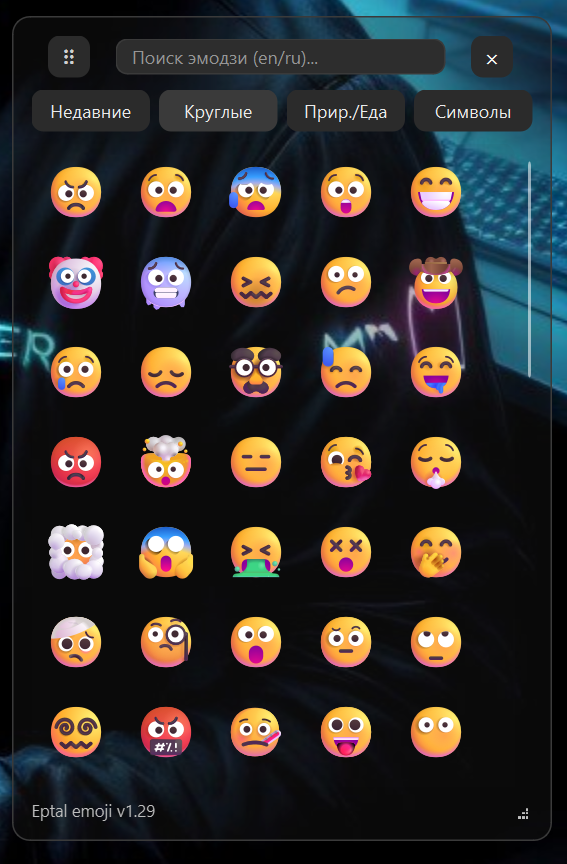 Поиск эмодзи (en/ru)...
×
Недавние Круглые Прир./Еда Символы
#%!
Eptal emoji v1.29